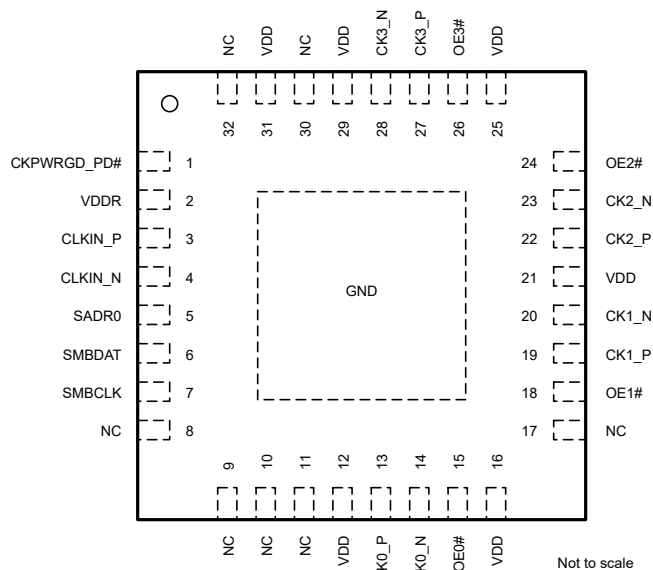 NC
VDD
NC
VDD
CK3_N
CK3_P
OE3#
VDD
32
31
30
29
28
27
26
25
CKPWRGD_PD# 1
VDDR 2
CLKIN_P 3
CLKIN_N 4
SADR0 5
SMBDAT 6
SMBCLK 7
NC 8
GND
24 OE2#
23 CK2_N
22 CK2_P
21 VDD
20 CK1_N
19 CK1_P
18 OE1#
17 NC
9
10
11
12
13
14
15
16
NC
NC
NC
VDD
K0_P
K0_N
OE0#
VDD
Not to scale